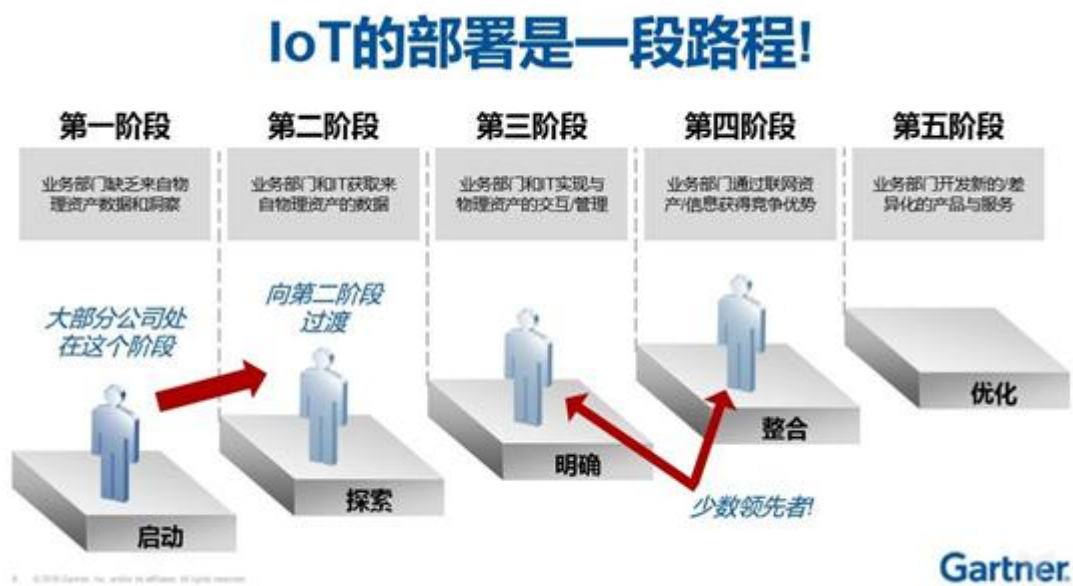 IoT的部署是一段路程!
第一阶段
第二阶段
第三阶段
第四阶段
第五阶段
业务部门缺乏来自物
理资产数据和洞察
业务部门和IT获取来
自物理资产的数据
业务部门和IT实现与
物理资产的交互/管理
业务部门通过联网资
产/信息获得竞争优势
业务部门开发新的/差
异化的产品与服务
大部分公司处
在这个阶段
向第二阶段
过渡
启动
探索
明确
整合
优化
少数领先者!
Gartner